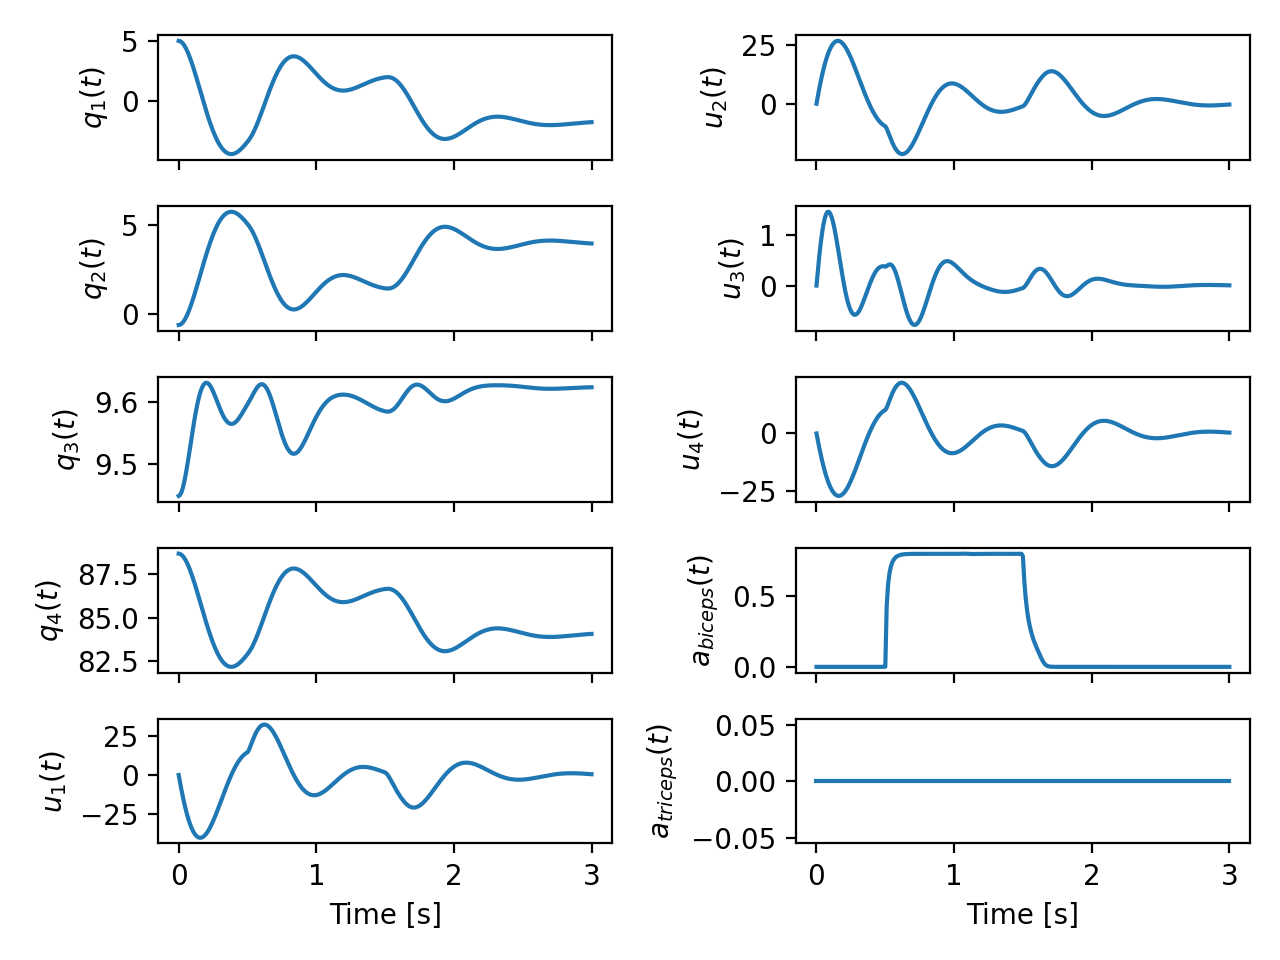 5
0
q₁(t)
5
0
q₂(t)
9.6
9.5
q₃(t)
87.5
85.0
82.5
q₄(t)
25
0
−25
u₁(t)
0 1 2 3
Time [s]
25
0
u₂(t)
1
0
u₃(t)
0
−25
u₄(t)
0.5
0.0
a_biceps(t)
0.05
0.00
−0.05
a_triceps(t)
0 1 2 3
Time [s]